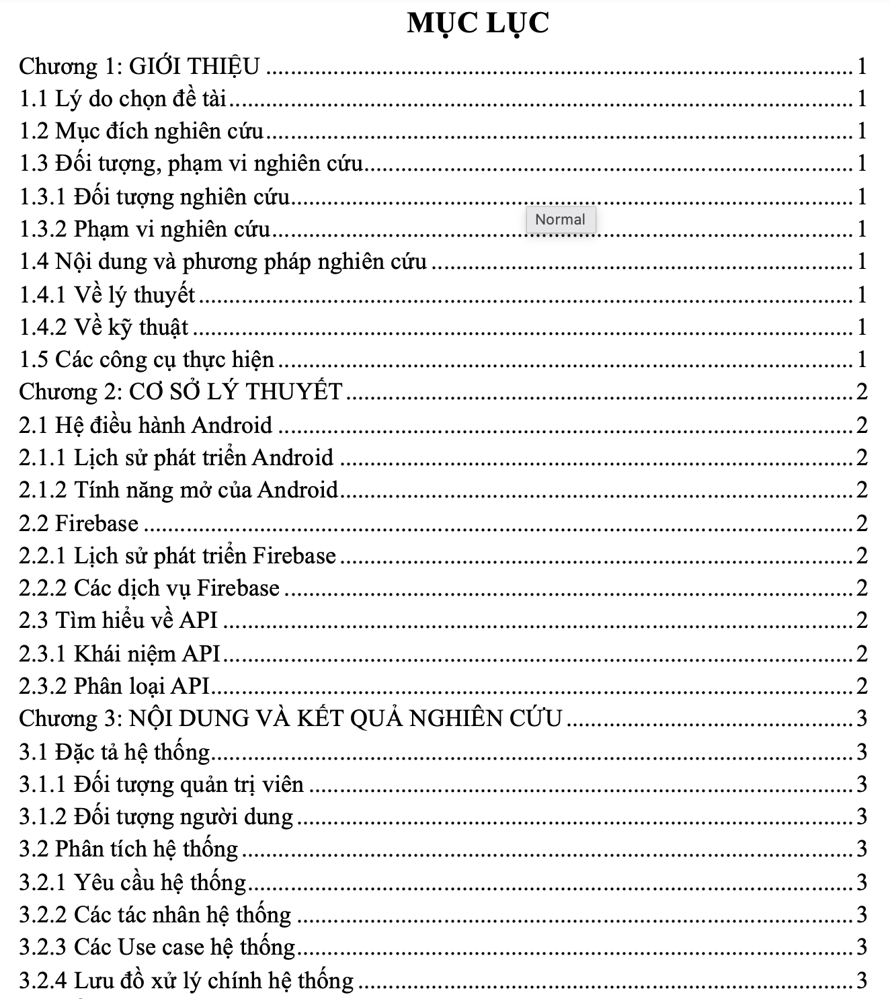 MỤC LỤC
Chương 1: GIỚI THIỆU ................................................ 1
1.1 Lý do chọn đề tài ................................................ 1
1.2 Mục đích nghiên cứu ................................................ 1
1.3 Đối tượng, phạm vi nghiên cứu ................................................ 1
1.3.1 Đối tượng nghiên cứu ................................................ 1
Normal
1.3.2 Phạm vi nghiên cứu ................................................ 1
1.4 Nội dung và phương pháp nghiên cứu ................................................ 1
1.4.1 Về lý thuyết ................................................ 1
1.4.2 Về kỹ thuật ................................................ 1
1.5 Các công cụ thực hiện ................................................ 1
Chương 2: CƠ SỞ LÝ THUYẾT ................................................ 2
2.1 Hệ điều hành Android ................................................ 2
2.1.1 Lịch sử phát triển Android ................................................ 2
2.1.2 Tính năng mở của Android ................................................ 2
2.2 Firebase ................................................ 2
2.2.1 Lịch sử phát triển Firebase ................................................ 2
2.2.2 Các dịch vụ Firebase ................................................ 2
2.3 Tìm hiểu về API ................................................ 2
2.3.1 Khái niệm API ................................................ 2
2.3.2 Phân loại API ................................................ 2
Chương 3: NỘI DUNG VÀ KẾT QUẢ NGHIÊN CỨU ................................................ 3
3.1 Đặc tả hệ thống ................................................ 3
3.1.1 Đối tượng quản trị viên ................................................ 3
3.1.2 Đối tượng người dung ................................................ 3
3.2 Phân tích hệ thống ................................................ 3
3.2.1 Yêu cầu hệ thống ................................................ 3
3.2.2 Các tác nhân hệ thống ................................................ 3
3.2.3 Các Use case hệ thống ................................................ 3
3.2.4 Lưu đồ xử lý chính hệ thống ................................................ 3